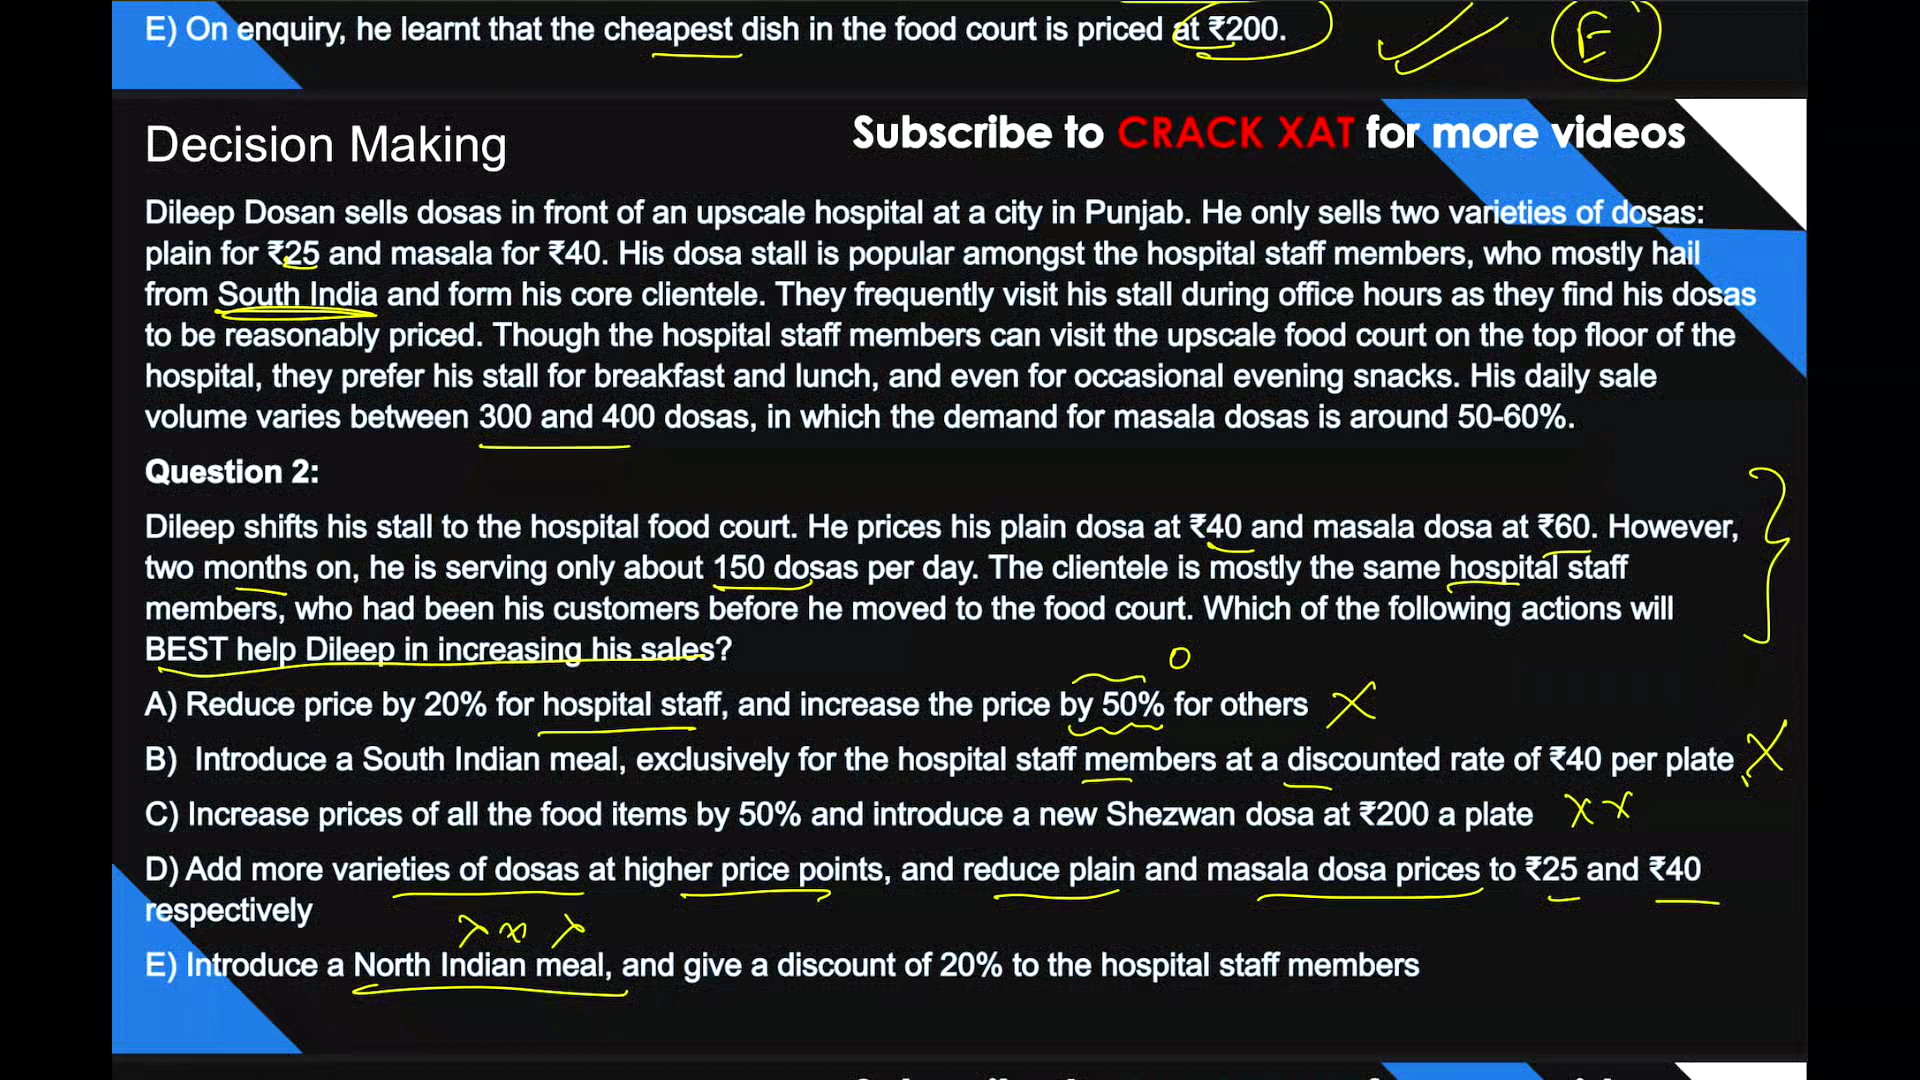 E) On enquiry, he learnt that the cheapest dish in the food court is priced at ₹200.
E
Decision Making
Subscribe to CRACK XAT for more videos
Dileep Dosan sells dosas in front of an upscale hospital at a city in Punjab. He only sells two varieties of dosas:
plain for ₹25 and masala for ₹40. His dosa stall is popular amongst the hospital staff members, who mostly hail
from South India and form his core clientele. They frequently visit his stall during office hours as they find his dosas
to be reasonably priced. Though the hospital staff members can visit the upscale food court on the top floor of the
hospital, they prefer his stall for breakfast and lunch, and even for occasional evening snacks. His daily sale
volume varies between 300 and 400 dosas, in which the demand for masala dosas is around 50-60%.
Question 2:
Dileep shifts his stall to the hospital food court. He prices his plain dosa at ₹40 and masala dosa at ₹60. However,
two months on, he is serving only about 150 dosas per day. The clientele is mostly the same hospital staff
members, who had been his customers before he moved to the food court. Which of the following actions will
BEST help Dileep in increasing his sales?
A) Reduce price by 20% for hospital staff, and increase the price by 50% for others
B) Introduce a South Indian meal, exclusively for the hospital staff members at a discounted rate of ₹40 per plate
C) Increase prices of all the food items by 50% and introduce a new Shezwan dosa at ₹200 a plate
D) Add more varieties of dosas at higher price points, and reduce plain and masala dosa prices to ₹25 and ₹40
respectively
E) Introduce a North Indian meal, and give a discount of 20% to the hospital staff members